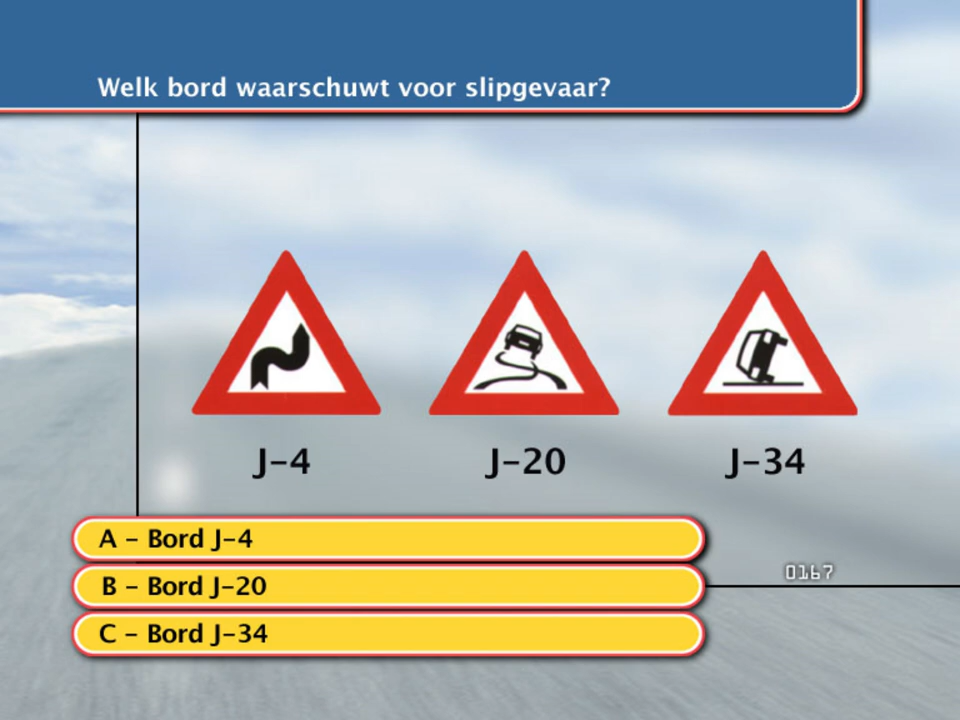 Welk bord waarschuwt voor slipgevaar?
J-4 J-20 J-34
A - Bord J-4
0167
B - Bord J-20
C - Bord J-34